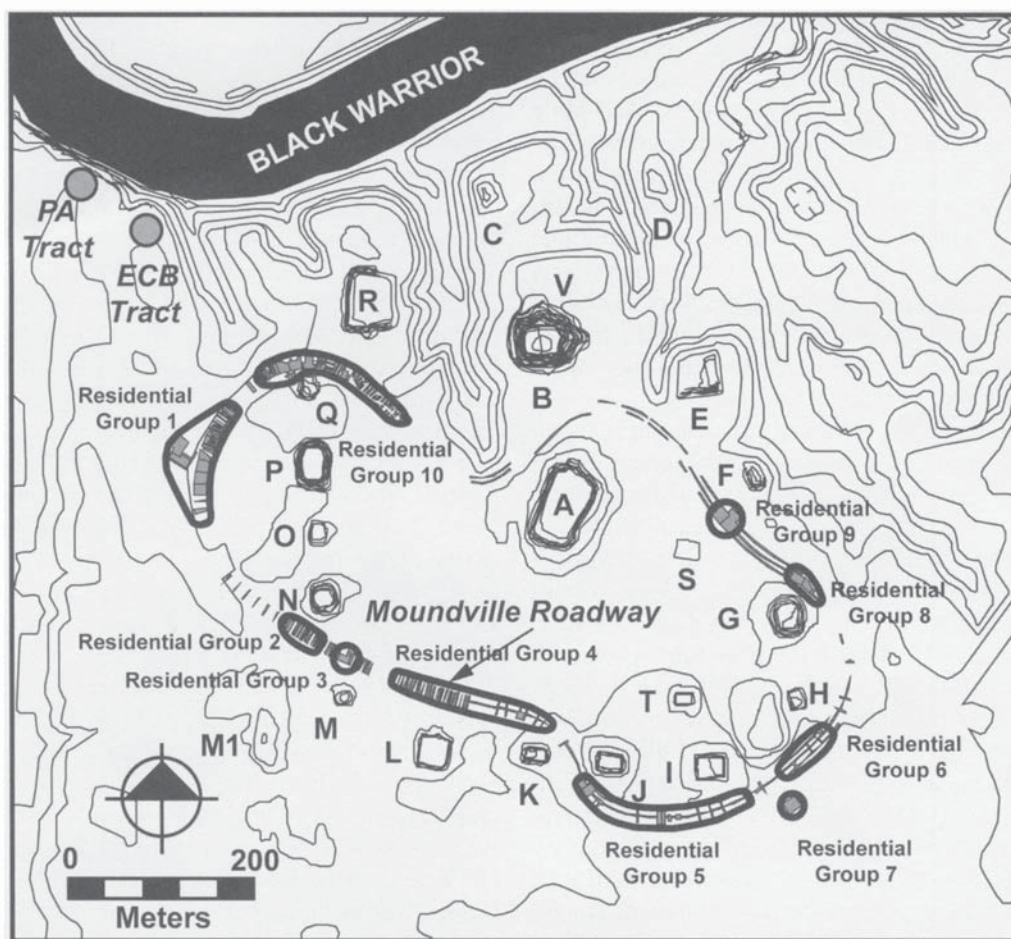 BLACK WARRIOR
PA
Tract
ECB
Tract
C
D
R
V
B
E
Residential
Group 1
Q
Residential
Group 10
P
A
F
Residential
Group 9
O
S
N
Moundville Roadway
G
Residential
Group 8
Residential Group 2
Residential Group 4
Residential Group 3
M
T
H
M1
L
K
J
I
Residential
Group 6
Residential
Group 5
Residential
Group 7
0
200
Meters